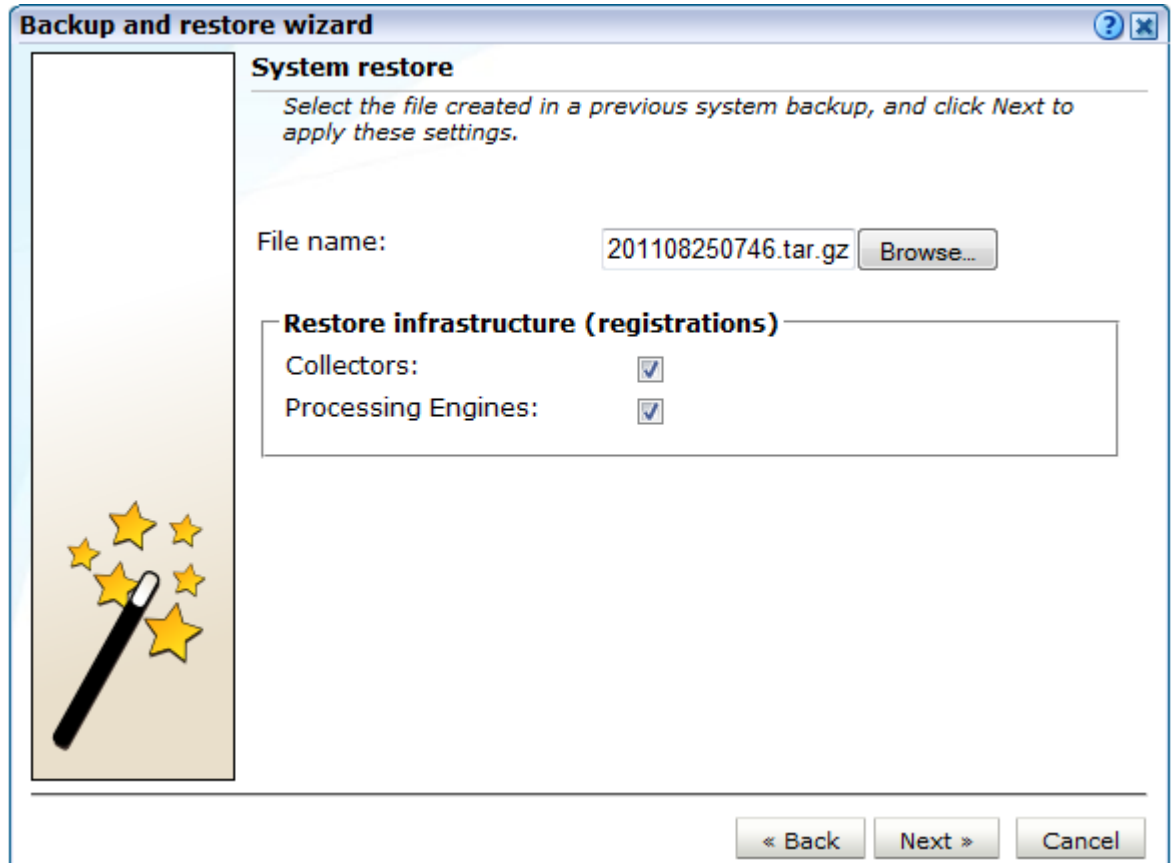 Backup and restore wizard
System restore
Select the file created in a previous system backup, and click Next to
apply these settings.
File name:
201108250746.tar.gz
Browse...
Restore infrastructure (registrations)
Collectors:
Processing Engines:
« Back
Next »
Cancel